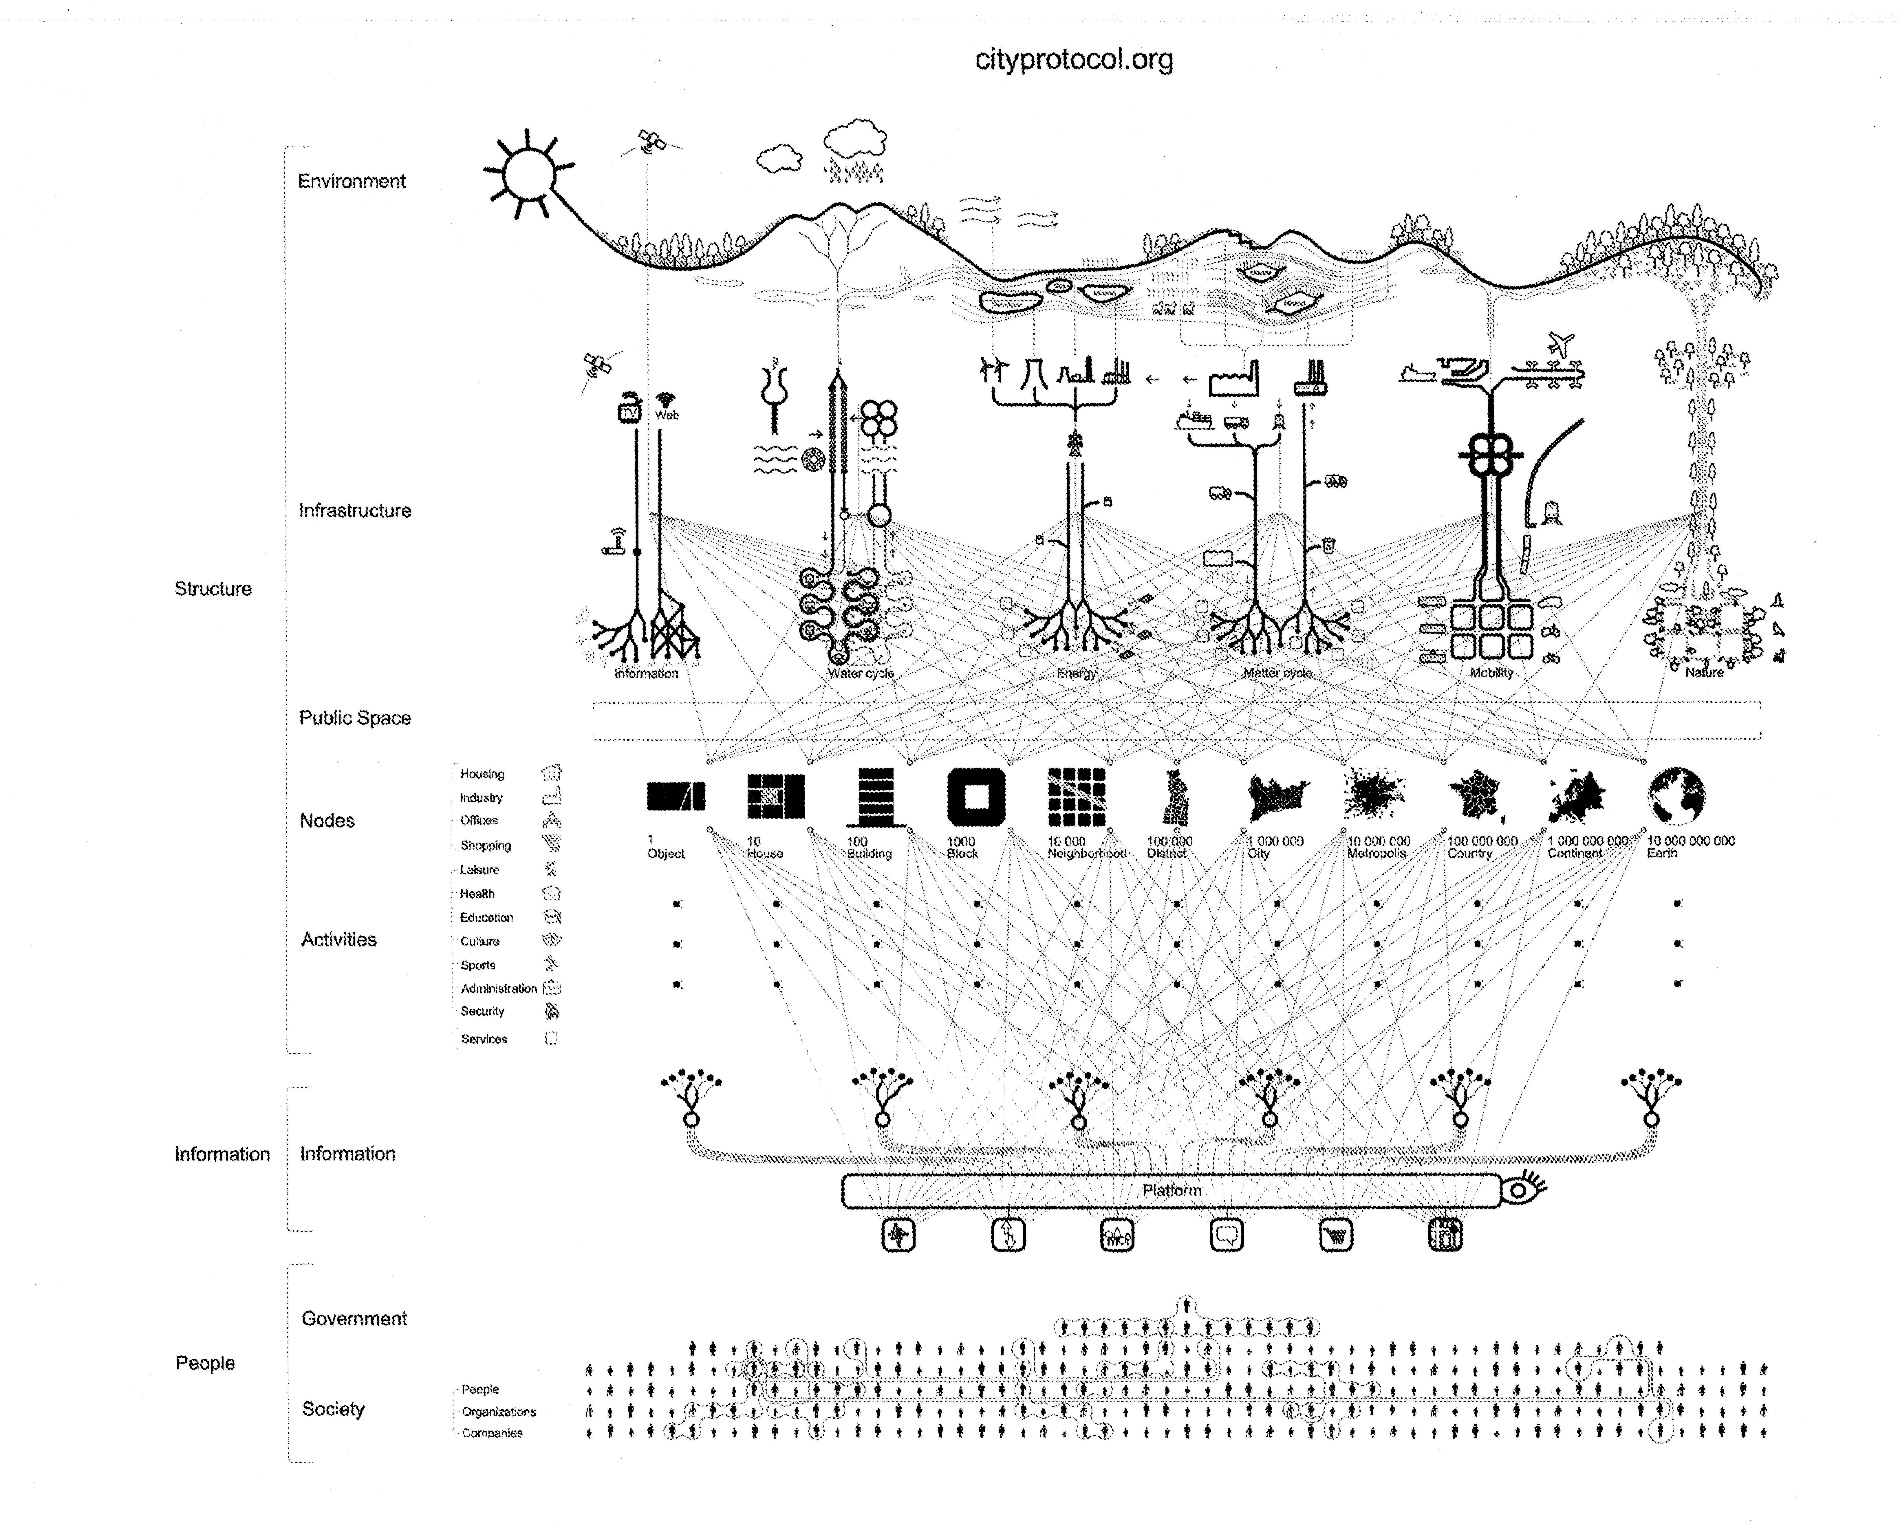 cityprotocol.org
Environment
TV
Web
Infrastructure
Structure
Information
Water cycle
Energy
Matter cycle
Mobility
Nature
Public Space
Nodes
Housing
Industry
Offices
Shopping
Leisure
Health
Education
Culture
Sports
Administration
Security
Services
1
Object
10
House
100
Building
1000
Block
10 000
Neighborhood
100 000
District
1 000 000
City
10 000 000
Metropolis
100 000 000
Country
1 000 000 000
Continent
10 000 000 000
Earth
Activities
Information
Information
Platform
Government
People
Society
People
Organizations
Companies